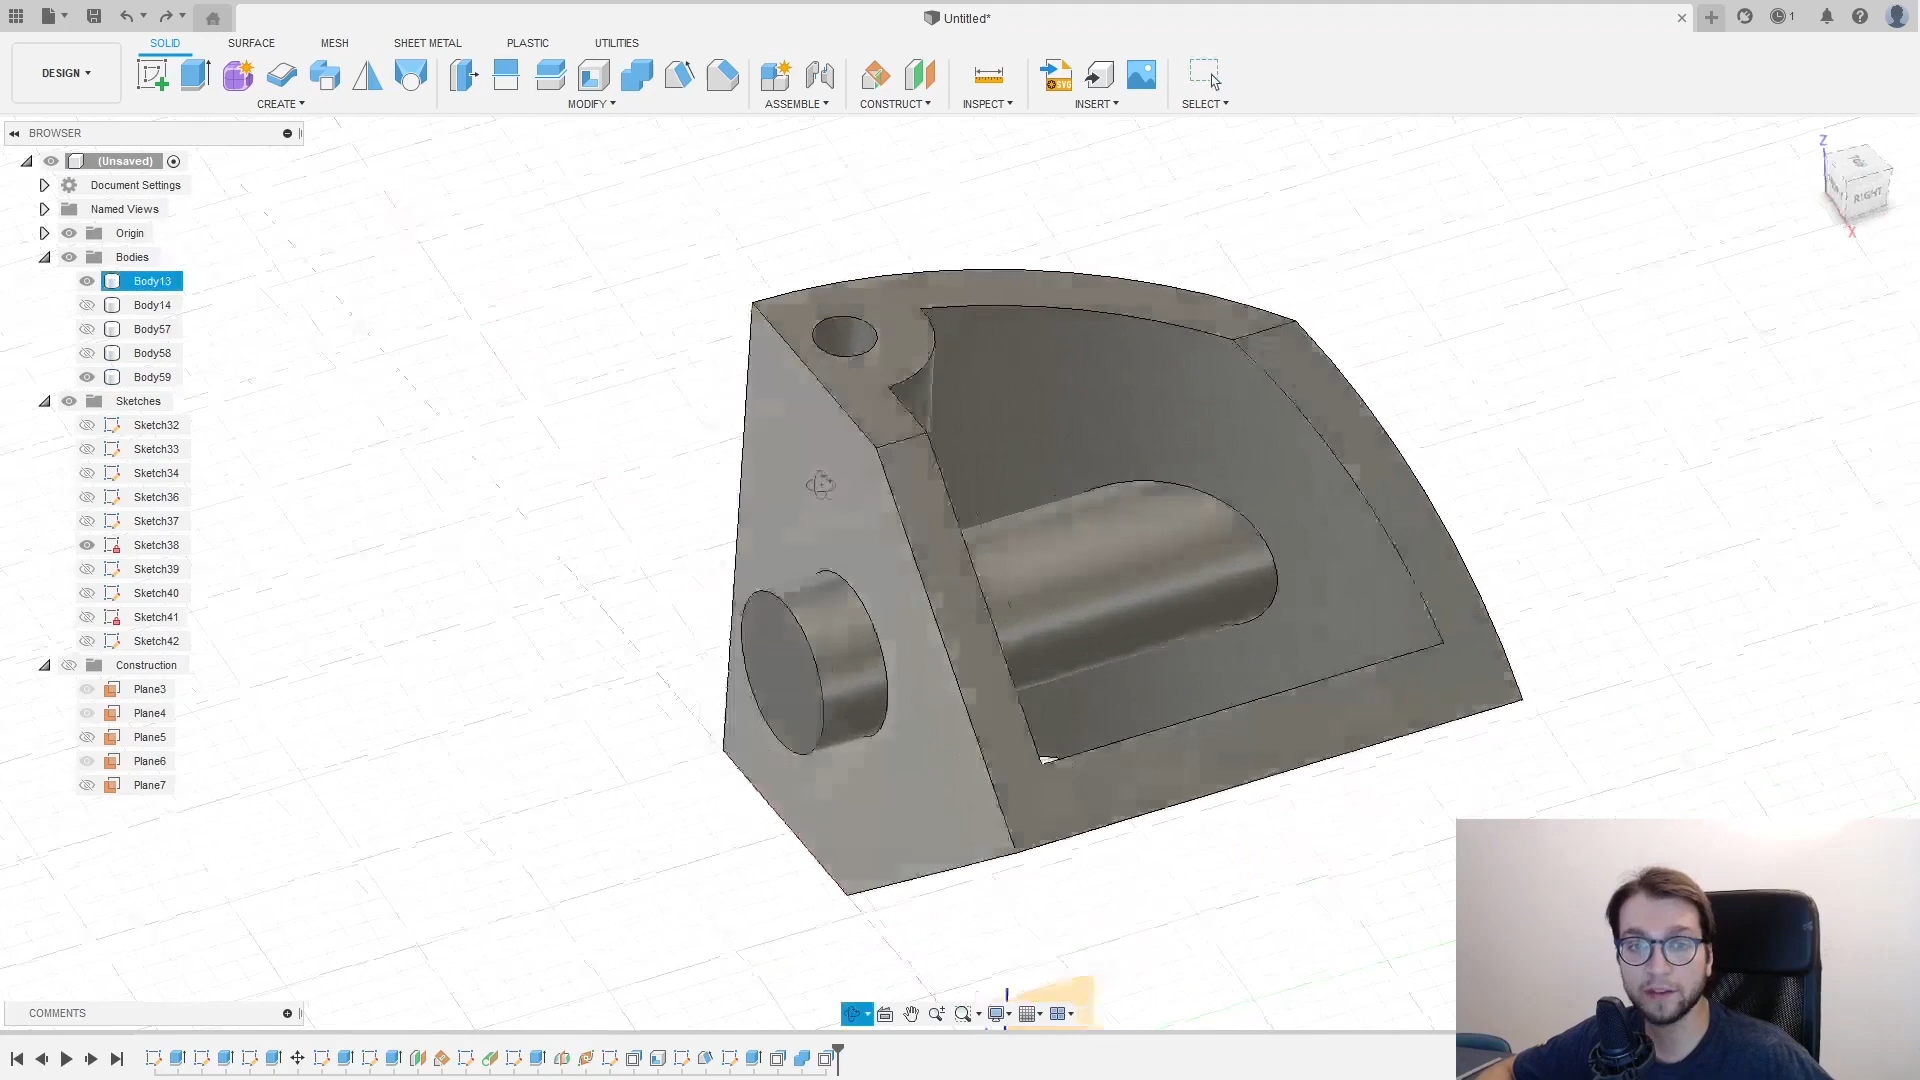 Untitled*
1
DESIGN
SOLID
SURFACE
MESH
SHEET METAL
PLASTIC
UTILITIES
CREATE
MODIFY
ASSEMBLE
CONSTRUCT
INSPECT
SVG
INSERT
SELECT
BROWSER
(Unsaved)
Document Settings
Named Views
Origin
Bodies
Body13
Body14
Body57
Body58
Body59
Sketches
Sketch32
Sketch33
Sketch34
Sketch36
Sketch37
Sketch38
Sketch39
Sketch40
Sketch41
Sketch42
Construction
Plane3
Plane4
Plane5
Plane6
Plane7
Z
RIGHT
X
COMMENTS